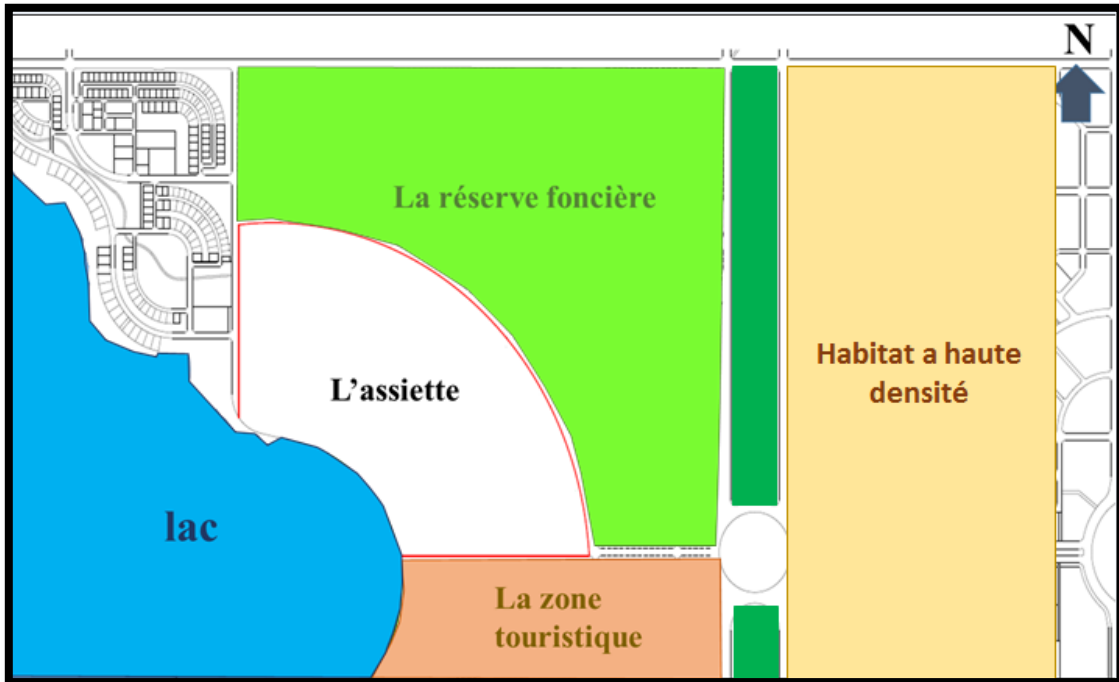 N
La réserve foncière
Habitat a haute
densité
L'assiette
lac
La zone
touristique